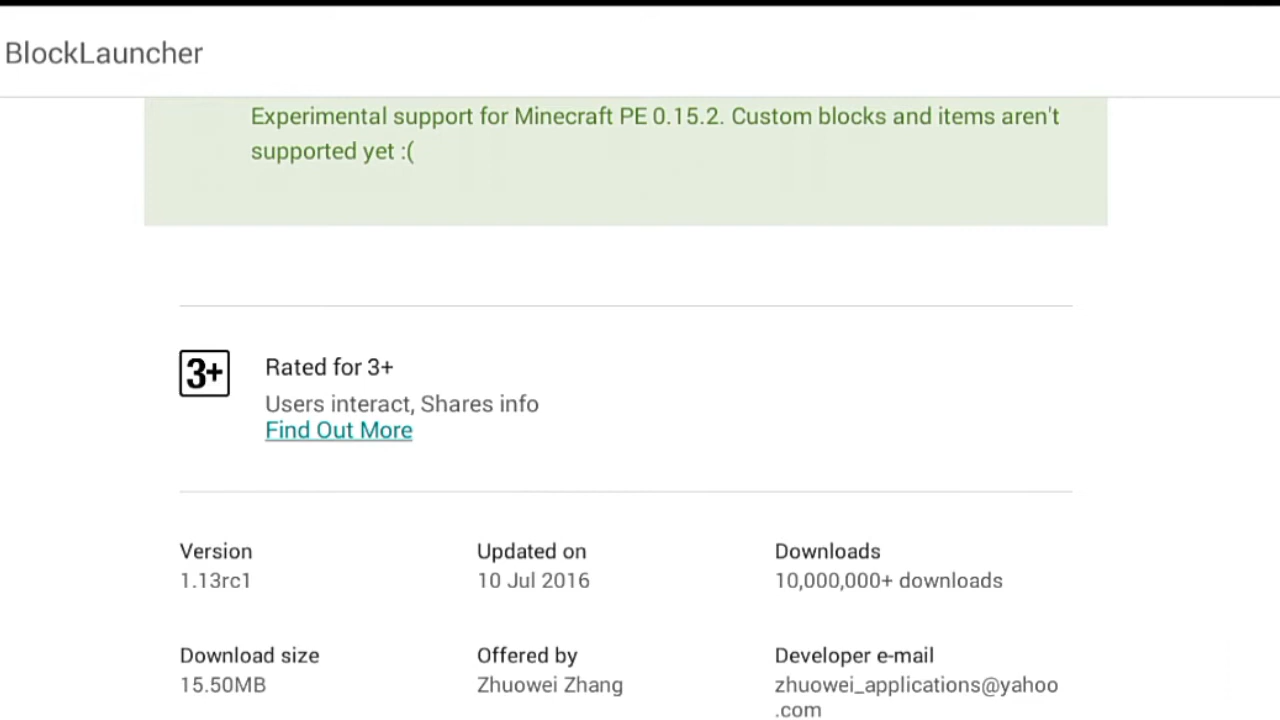 BlockLauncher
Experimental support for Minecraft PE 0.15.2. Custom blocks and items aren't
supported yet :(
3+
Rated for 3+
Users interact, Shares info
Find Out More
Version
1.13rc1
Updated on
10 Jul 2016
Downloads
10,000,000+ downloads
Download size
15.50MB
Offered by
Zhuowei Zhang
Developer e-mail
zhuowei_applications@yahoo
.com